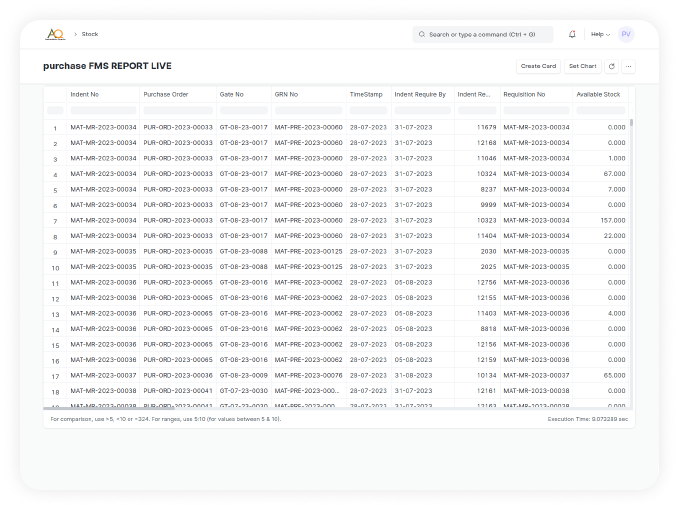 AO
Stock
Search or type a command (Ctrl + G)
Help
PV
purchase FMS REPORT LIVE
Create Card
Set Chart
Indent No Purchase Order Gate No GRN No TimeStamp Indent Require By Indent Re... Requisition No Available Stock
1 MAT-MR-2023-00034 PUR-ORD-2023-00033 GT-08-23-0017 MAT-PRE-2023-00060 28-07-2023 31-07-2023 11679 MAT-MR-2023-00034 0.000
2 MAT-MR-2023-00034 PUR-ORD-2023-00033 GT-08-23-0017 MAT-PRE-2023-00060 28-07-2023 31-07-2023 12168 MAT-MR-2023-00034 0.000
3 MAT-MR-2023-00034 PUR-ORD-2023-00033 GT-08-23-0017 MAT-PRE-2023-00060 28-07-2023 31-07-2023 11046 MAT-MR-2023-00034 1.000
4 MAT-MR-2023-00034 PUR-ORD-2023-00033 GT-08-23-0017 MAT-PRE-2023-00060 28-07-2023 31-07-2023 10324 MAT-MR-2023-00034 67.000
5 MAT-MR-2023-00034 PUR-ORD-2023-00033 GT-08-23-0017 MAT-PRE-2023-00060 28-07-2023 31-07-2023 8237 MAT-MR-2023-00034 7.000
6 MAT-MR-2023-00034 PUR-ORD-2023-00033 GT-08-23-0017 MAT-PRE-2023-00060 28-07-2023 31-07-2023 9999 MAT-MR-2023-00034 0.000
7 MAT-MR-2023-00034 PUR-ORD-2023-00033 GT-08-23-0017 MAT-PRE-2023-00060 28-07-2023 31-07-2023 10323 MAT-MR-2023-00034 157.000
8 MAT-MR-2023-00034 PUR-ORD-2023-00033 GT-08-23-0017 MAT-PRE-2023-00060 28-07-2023 31-07-2023 11404 MAT-MR-2023-00034 22.000
9 MAT-MR-2023-00035 PUR-ORD-2023-00035 GT-08-23-0088 MAT-PRE-2023-00125 28-07-2023 31-07-2023 2030 MAT-MR-2023-00035 0.000
10 MAT-MR-2023-00035 PUR-ORD-2023-00035 GT-08-23-0088 MAT-PRE-2023-00125 28-07-2023 31-07-2023 2025 MAT-MR-2023-00035 0.000
11 MAT-MR-2023-00036 PUR-ORD-2023-00065 GT-08-23-0016 MAT-PRE-2023-00062 28-07-2023 05-08-2023 12756 MAT-MR-2023-00036 0.000
12 MAT-MR-2023-00036 PUR-ORD-2023-00065 GT-08-23-0016 MAT-PRE-2023-00062 28-07-2023 05-08-2023 12155 MAT-MR-2023-00036 0.000
13 MAT-MR-2023-00036 PUR-ORD-2023-00065 GT-08-23-0016 MAT-PRE-2023-00062 28-07-2023 05-08-2023 11403 MAT-MR-2023-00036 4.000
14 MAT-MR-2023-00036 PUR-ORD-2023-00065 GT-08-23-0016 MAT-PRE-2023-00062 28-07-2023 05-08-2023 8818 MAT-MR-2023-00036 0.000
15 MAT-MR-2023-00036 PUR-ORD-2023-00065 GT-08-23-0016 MAT-PRE-2023-00062 28-07-2023 05-08-2023 12156 MAT-MR-2023-00036 0.000
16 MAT-MR-2023-00036 PUR-ORD-2023-00065 GT-08-23-0016 MAT-PRE-2023-00062 28-07-2023 05-08-2023 12159 MAT-MR-2023-00036 0.000
17 MAT-MR-2023-00037 PUR-ORD-2023-00036 GT-08-23-0009 MAT-PRE-2023-00076 28-07-2023 31-08-2023 10134 MAT-MR-2023-00037 65.000
18 MAT-MR-2023-00038 PUR-ORD-2023-00041 GT-07-23-0030 MAT-PRE-2023-000... 28-07-2023 31-07-2023 12161 MAT-MR-2023-00038 0.000
19 MAT-MR-2023-00038 PUR-ORD-2023-00041 GT-07-23-0030 MAT-PRE-2023-000... 28-07-2023 31-07-2023 12163 MAT-MR-2023-00038 0.000
For comparison, use >5, <10 or =324. For ranges, use 5:10 (for values between 5 & 10).
Execution Time: 9.073289 sec